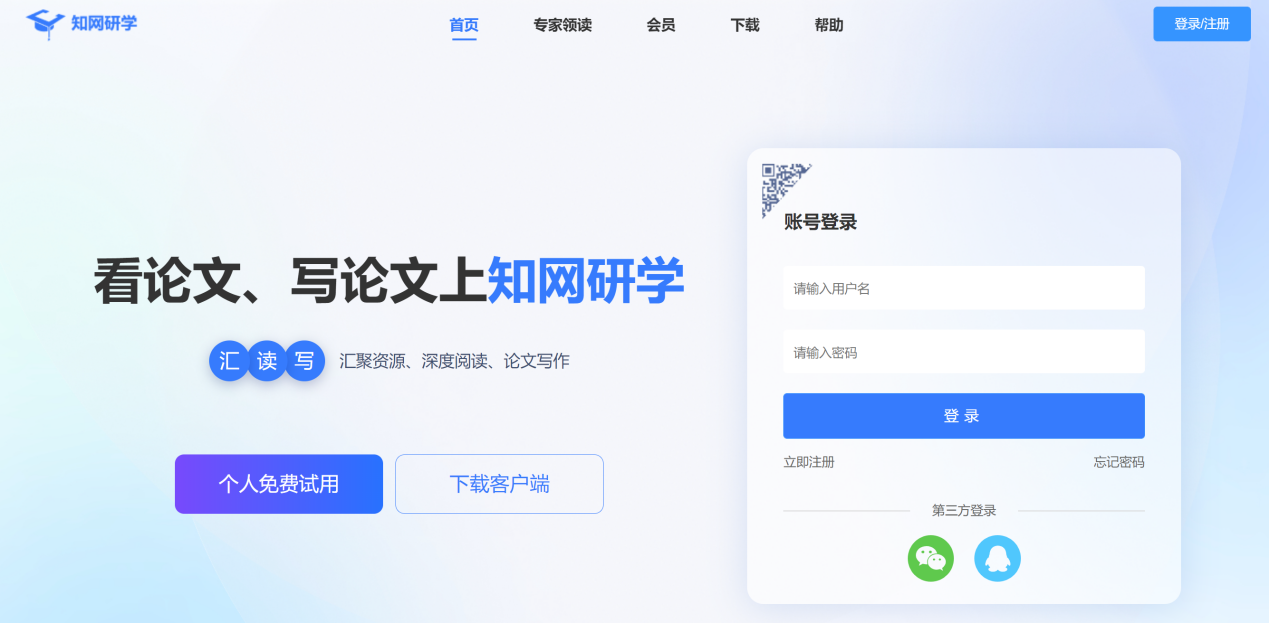 知网研学
首页
专家领读
会员
下载
帮助
登录/注册
看论文、写论文上知网研学
汇 读 写
汇聚资源、深度阅读、论文写作
个人免费试用
下载客户端
账号登录
请输入用户名
请输入密码
登 录
立即注册
忘记密码
第三方登录